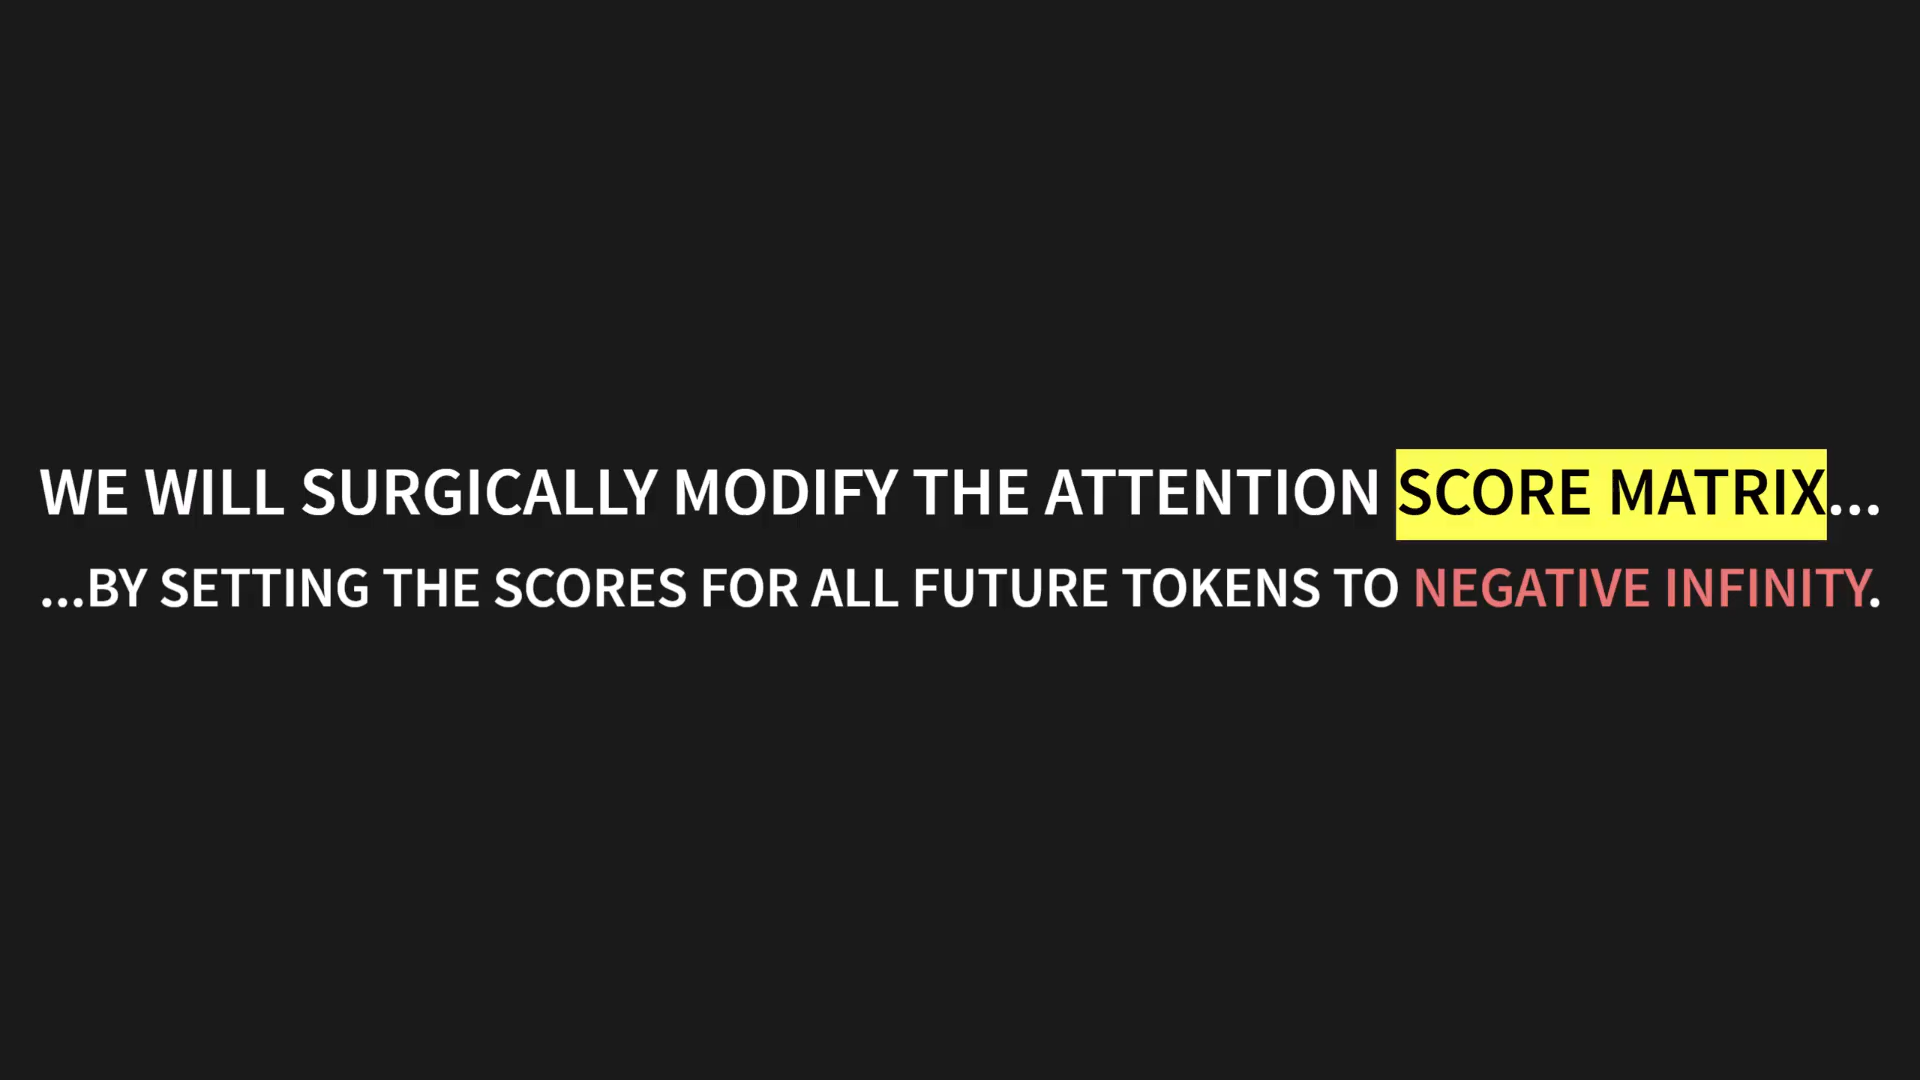 WE WILL SURGICALLY MODIFY THE ATTENTION SCORE MATRIX...
...BY SETTING THE SCORES FOR ALL FUTURE TOKENS TO NEGATIVE INFINITY.